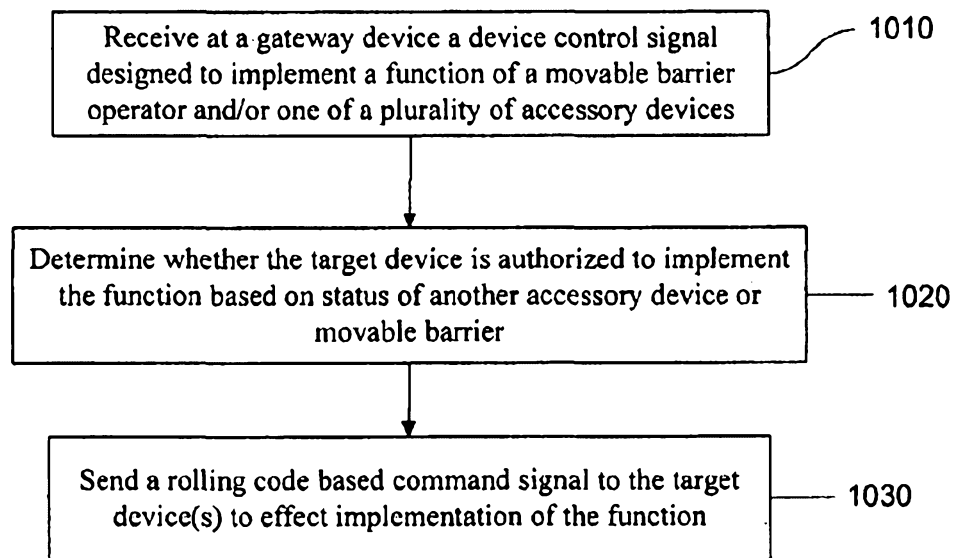 Receive at a gateway device a device control signal
designed to implement a function of a movable barrier
operator and/or one of a plurality of accessory devices
1010
Determine whether the target device is authorized to implement
the function based on status of another accessory device or
movable barrier
1020
Send a rolling code based command signal to the target
device(s) to effect implementation of the function
1030